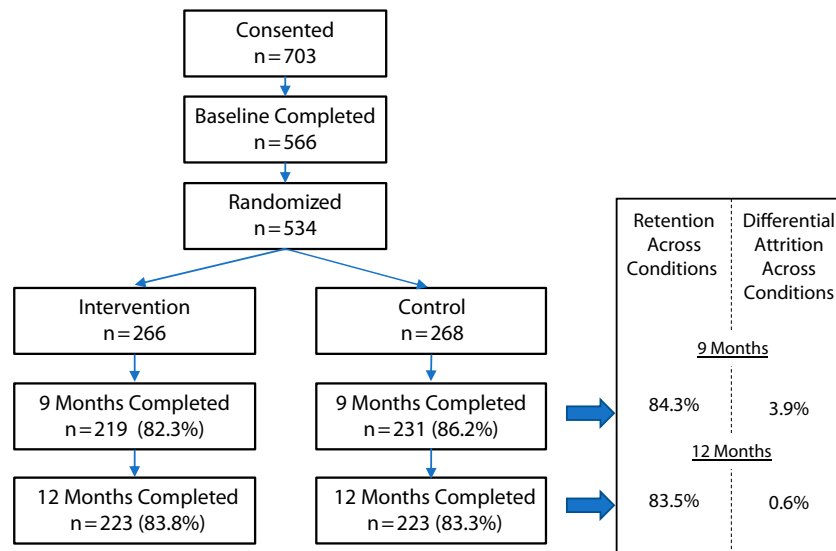 Consented
n=703
Baseline Completed
n=566
Randomized
n=534
Intervention
n=266
Control
n=268
9 Months Completed
n=219 (82.3%)
9 Months Completed
n=231 (86.2%)
12 Months Completed
n=223 (83.8%)
12 Months Completed
n=223 (83.3%)
Retention
Across
Conditions
Differential
Attrition
Across
Conditions
9 Months
84.3%
3.9%
12 Months
83.5%
0.6%